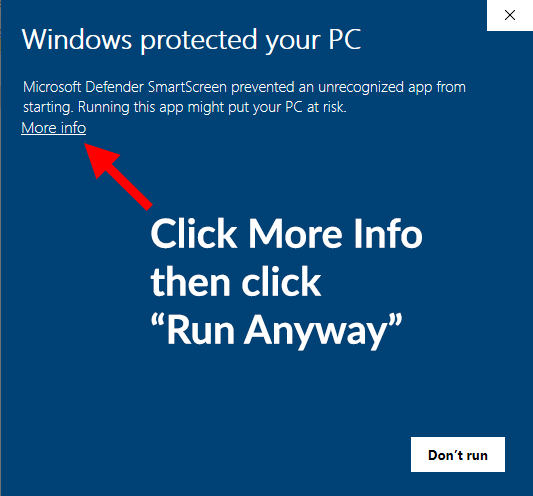 Windows protected your PC
Microsoft Defender SmartScreen prevented an unrecognized app from
starting. Running this app might put your PC at risk.
More info
Click More Info
then click
“Run Anyway”
Don’t run